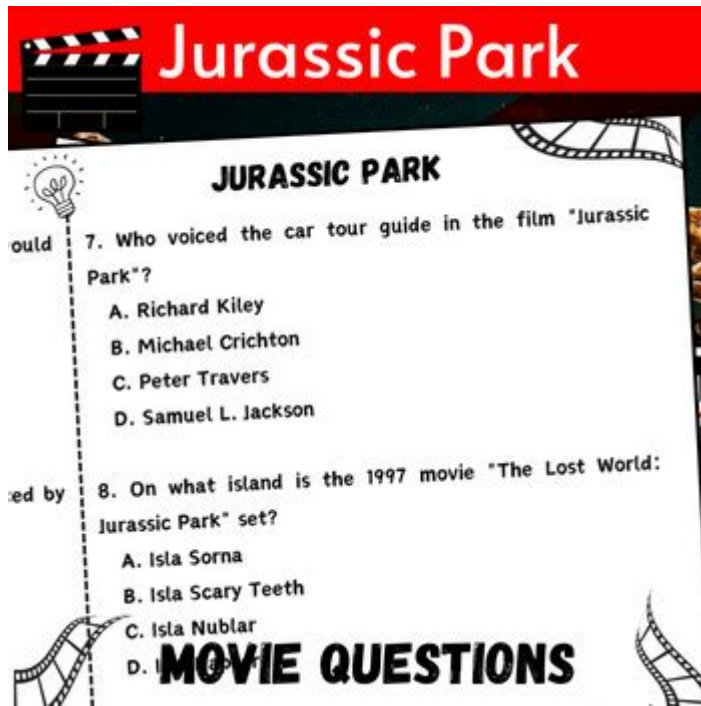 Jurassic Park
JURASSIC PARK
ould
7. Who voiced the car tour guide in the film "Jurassic
Park"?
A. Richard Kiley
B. Michael Crichton
C. Peter Travers
D. Samuel L. Jackson
ed by
8. On what island is the 1997 movie "The Lost World:
Jurassic Park" set?
A. Isla Sorna
B. Isla Scary Teeth
C. Isla Nublar
D.
MOVIE QUESTIONS